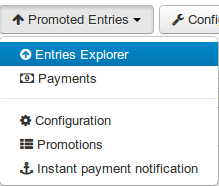 Promoted Entries
Entries Explorer
Payments
Configuration
Promotions
Instant payment notification